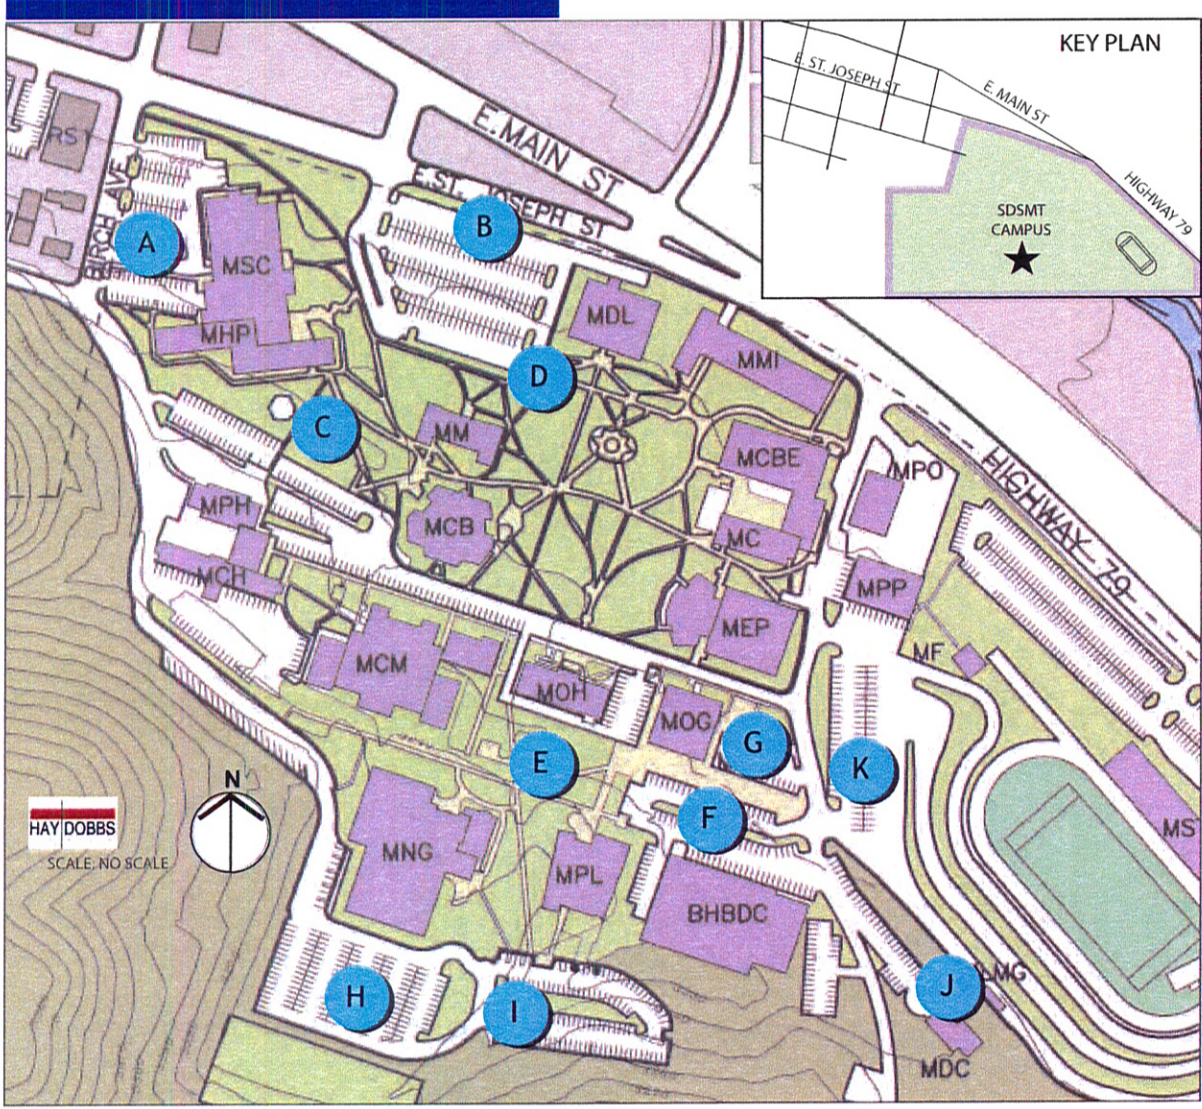 KEY PLAN
E. ST. JOSEPH ST
E. MAIN ST
HIGHWAY 79
SDSMT
CAMPUS
E. MAIN ST
E.ST. JOSEPH ST
RS
BIRCH AVE
A
B
MSC
MHP
MDL
MMI
D
C
MM
MCBE
MPO
HIGHWAY 79
MPH
MCB
MC
MCH
MPP
MEP
MCM
MF
MOH
MOG
G
E
K
N
F
HAY DOBBS
SCALE: NO SCALE
MNG
MPL
MS
BHBDC
H
I
J
MDC